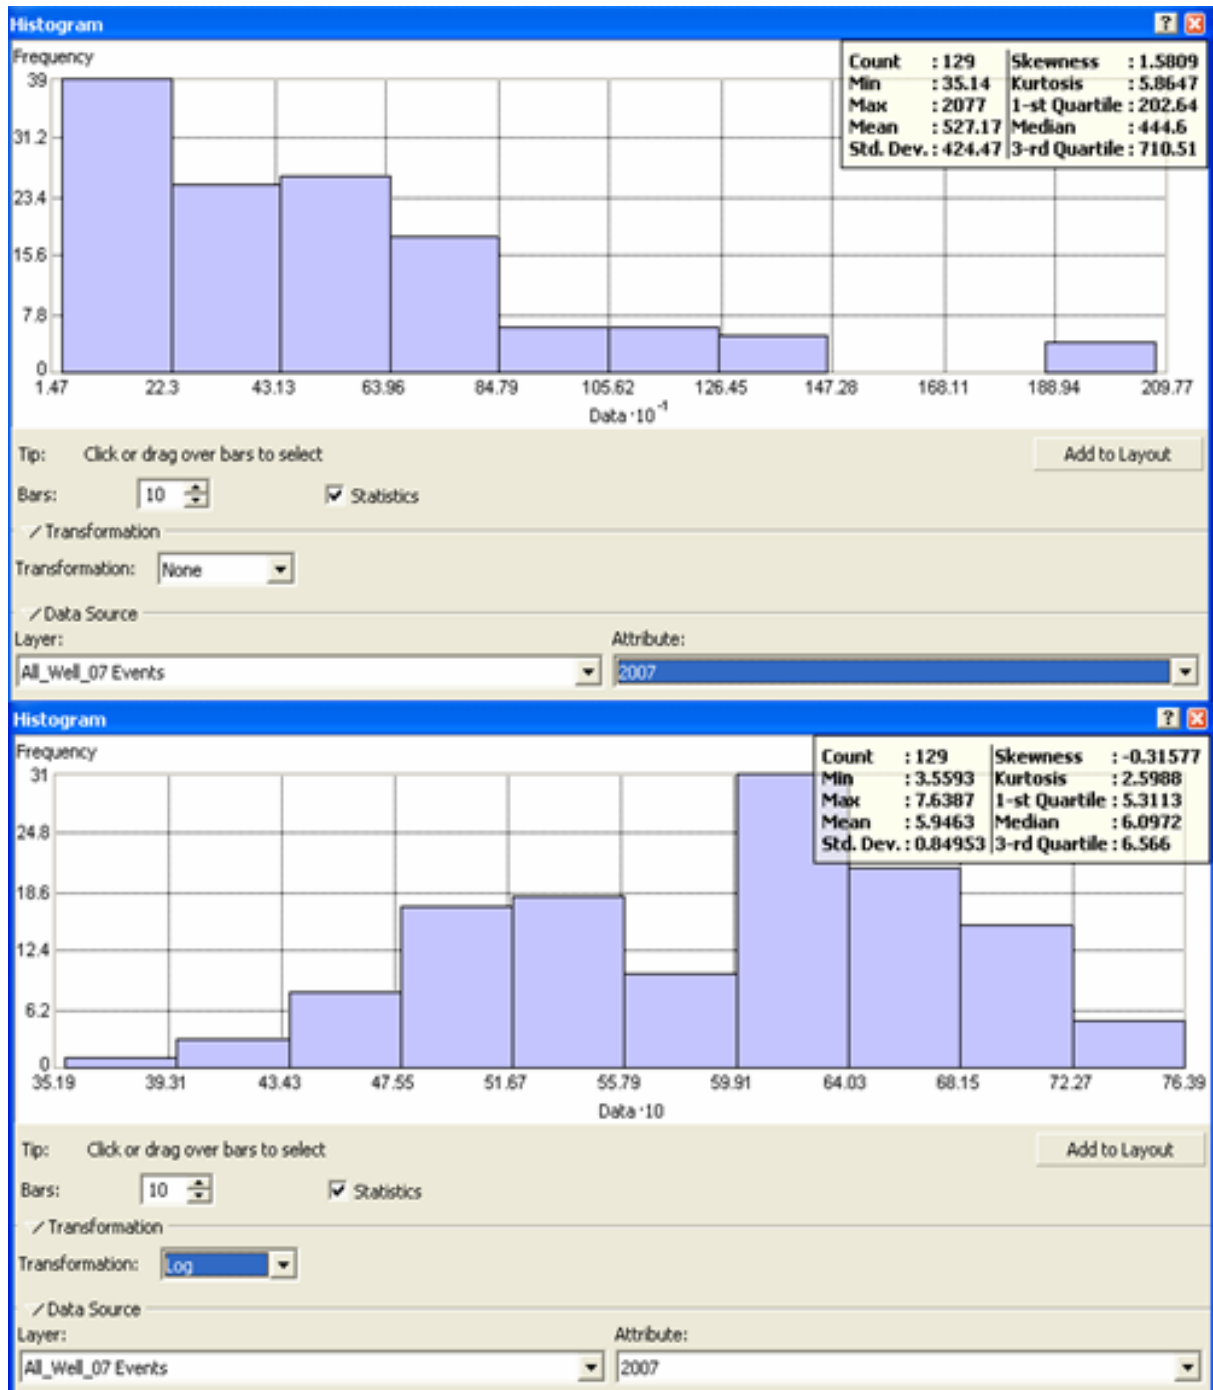 Histogram
Frequency
Count : 129 Skewness : 1.5809
Min : 35.14 Kurtosis : 5.8647
Max : 2077 1-st Quartile : 202.64
Mean : 527.17 Median : 444.6
Std. Dev. : 424.47 3-rd Quartile : 710.51
39
31.2
23.4
15.6
7.8
0
1.47 22.3 43.13 63.96 84.79 105.62 126.45 147.28 168.11 188.94 209.77
Data ·10⁻¹
Tip: Click or drag over bars to select Add to Layout
Bars: 10 Statistics
Transformation
Transformation: None
Data Source
Layer: Attribute:
All_Well_07 Events 2007
Histogram
Frequency
Count : 129 Skewness : -0.31577
Min : 3.5593 Kurtosis : 2.5988
Max : 7.6387 1-st Quartile : 5.3113
Mean : 5.9463 Median : 6.0972
Std. Dev. : 0.84953 3-rd Quartile : 6.566
31
24.8
18.6
12.4
6.2
0
35.19 39.31 43.43 47.55 51.67 55.79 59.91 64.03 68.15 72.27 76.39
Data ·10
Tip: Click or drag over bars to select Add to Layout
Bars: 10 Statistics
Transformation
Transformation: Log
Data Source
Layer: Attribute:
All_Well_07 Events 2007